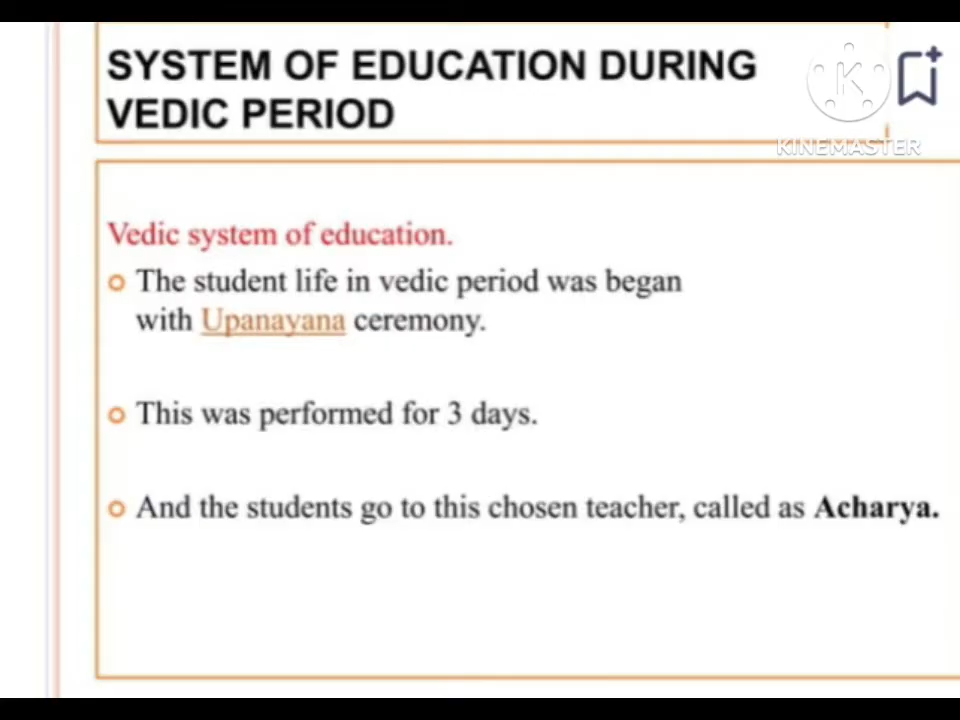 SYSTEM OF EDUCATION DURING
VEDIC PERIOD
K
KINEMASTER
Vedic system of education.
The student life in vedic period was began
with Upanayana ceremony.
This was performed for 3 days.
And the students go to this chosen teacher, called as Acharya.